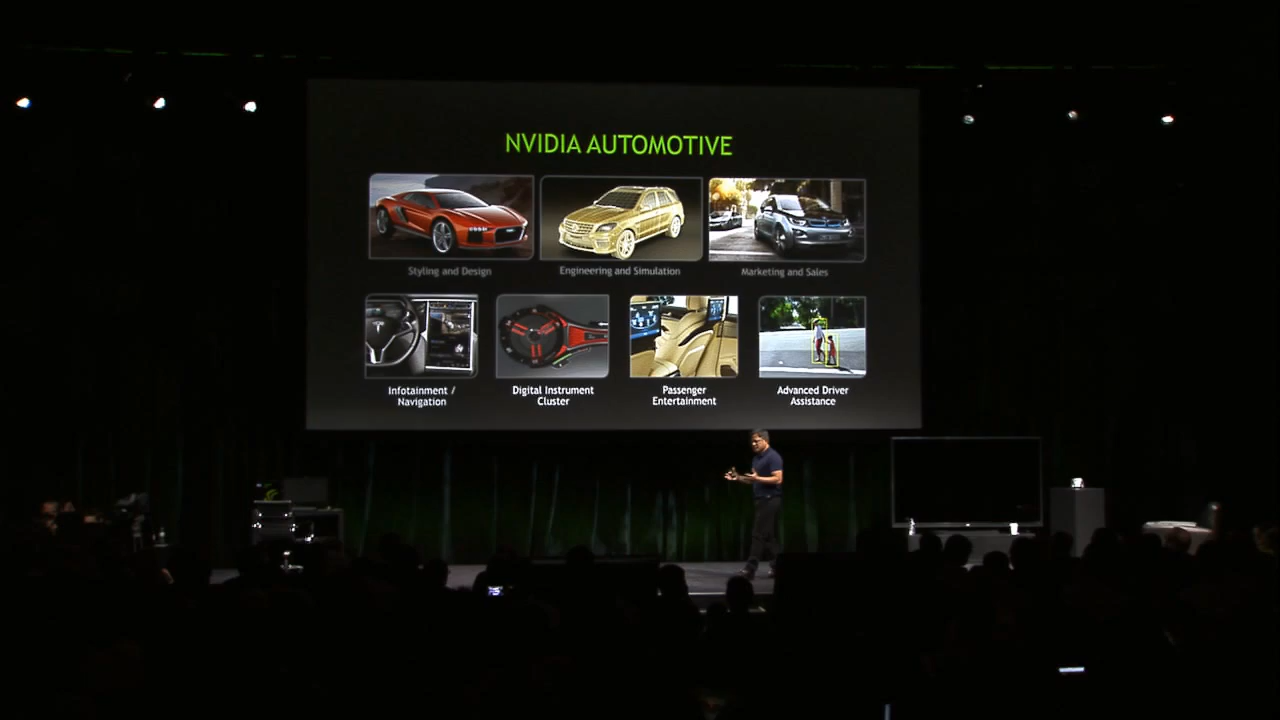 NVIDIA AUTOMOTIVE
Styling and Design
Engineering and Simulation
Marketing and Sales
Infotainment /
Navigation
Digital Instrument
Cluster
Passenger
Entertainment
Advanced Driver
Assistance